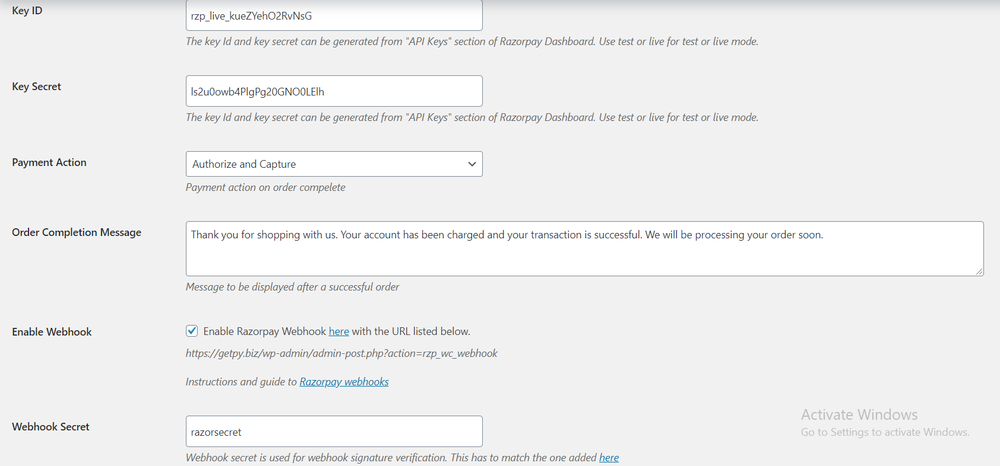 Key ID
rzp_live_kueZYehO2RvNsG
The key Id and key secret can be generated from "API Keys" section of Razorpay Dashboard. Use test or live for test or live mode.
Key Secret
The key Id and key secret can be generated from "API Keys" section of Razorpay Dashboard. Use test or live for test or live mode.
Payment Action
Authorize and Capture
Payment action on order compelete
Order Completion Message
Thank you for shopping with us. Your account has been charged and your transaction is successful. We will be processing your order soon.
Message to be displayed after a successful order
Enable Webhook
Enable Razorpay Webhook here with the URL listed below.
https://getpy.biz/wp-admin/admin-post.php?action=rzp_wc_webhook
Instructions and guide to Razorpay webhooks
Activate Windows
Go to Settings to activate Windows.
Webhook Secret
razorsecret
Webhook secret is used for webhook signature verification. This has to match the one added here